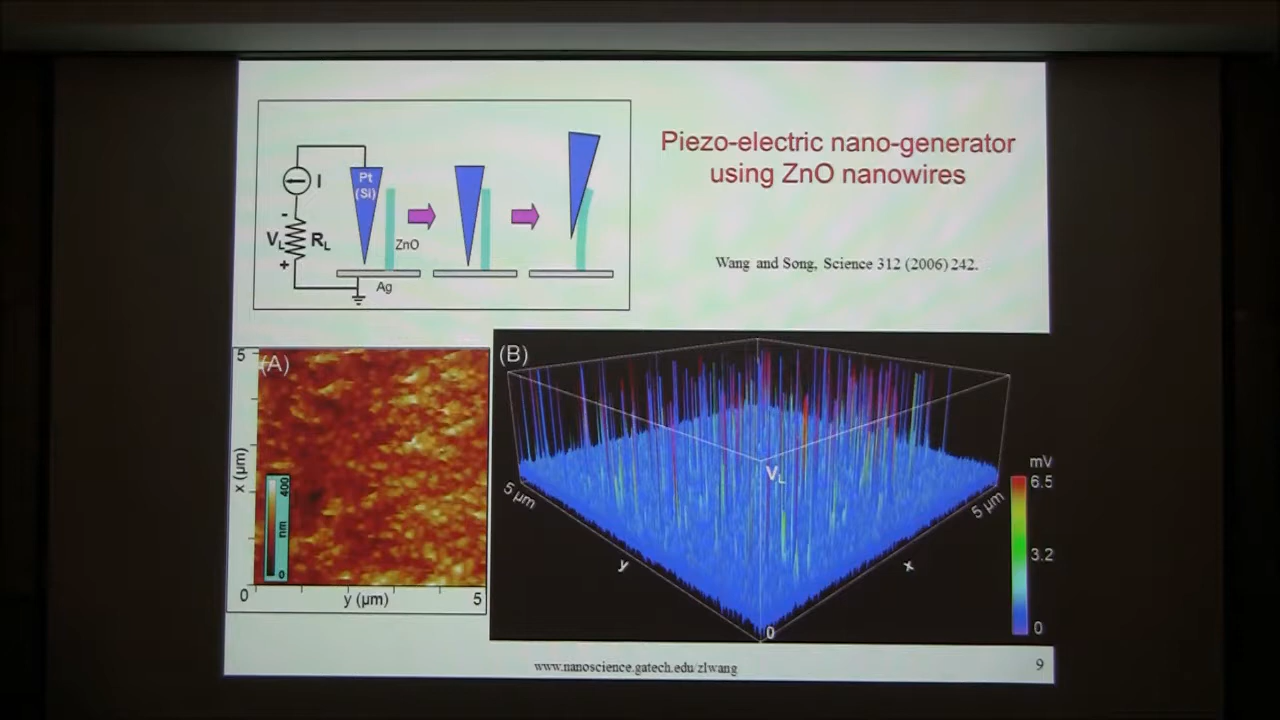 Piezo-electric nano-generator
using ZnO nanowires
Wang and Song, Science 312 (2006) 242.
I
Pt
(Si)
-
VL
RL
+
ZnO
Ag
(A)
5
x (µm)
400
nm
0
0
y (µm)
5
(B)
VL
5 µm
y
0
x
5 µm
mV
6.5
3.2
0
www.nanoscience.gatech.edu/zlwang
9